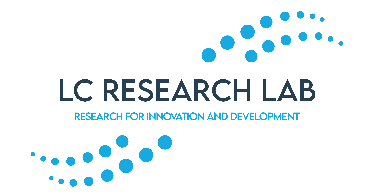 LC RESEARCH LAB
RESEARCH FOR INNOVATION AND DEVELOPMENT